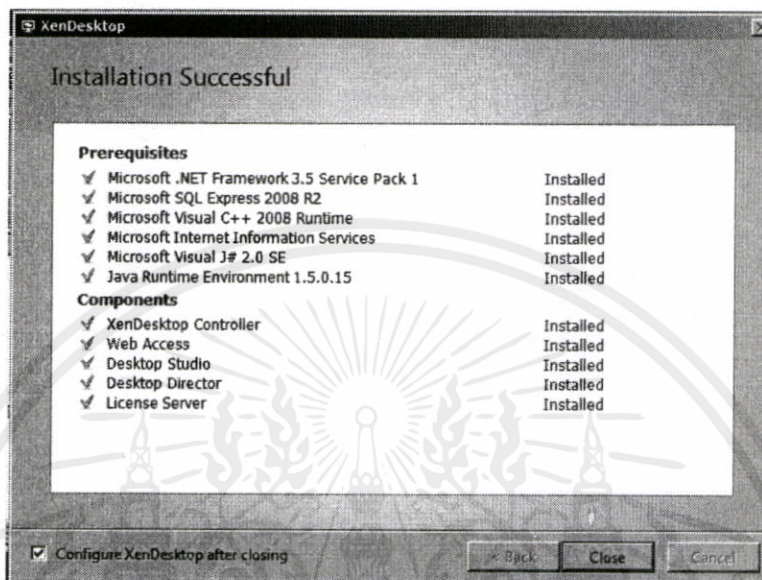 XenDesktop
Installation Successful
Prerequisites
Microsoft .NET Framework 3.5 Service Pack 1 Installed
Microsoft SQL Express 2008 R2 Installed
Microsoft Visual C++ 2008 Runtime Installed
Microsoft Internet Information Services Installed
Microsoft Visual J# 2.0 SE Installed
Java Runtime Environment 1.5.0.15 Installed
Components
XenDesktop Controller Installed
Web Access Installed
Desktop Studio Installed
Desktop Director Installed
License Server Installed
Configure XenDesktop after closing < Back Close Cancel